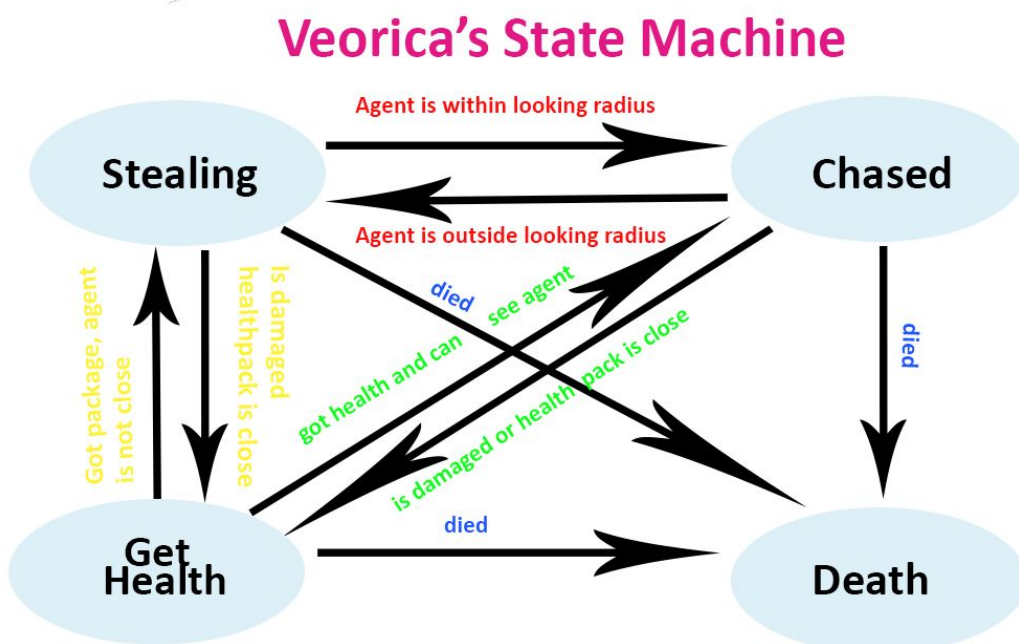 Veorica's State Machine
Agent is within looking radius
Stealing
Chased
Agent is outside looking radius
Got package, agent
is not close
Is damaged
healthpack is close
died
see agent
got health and can
is damaged or health pack is close
died
Get
Health
died
Death